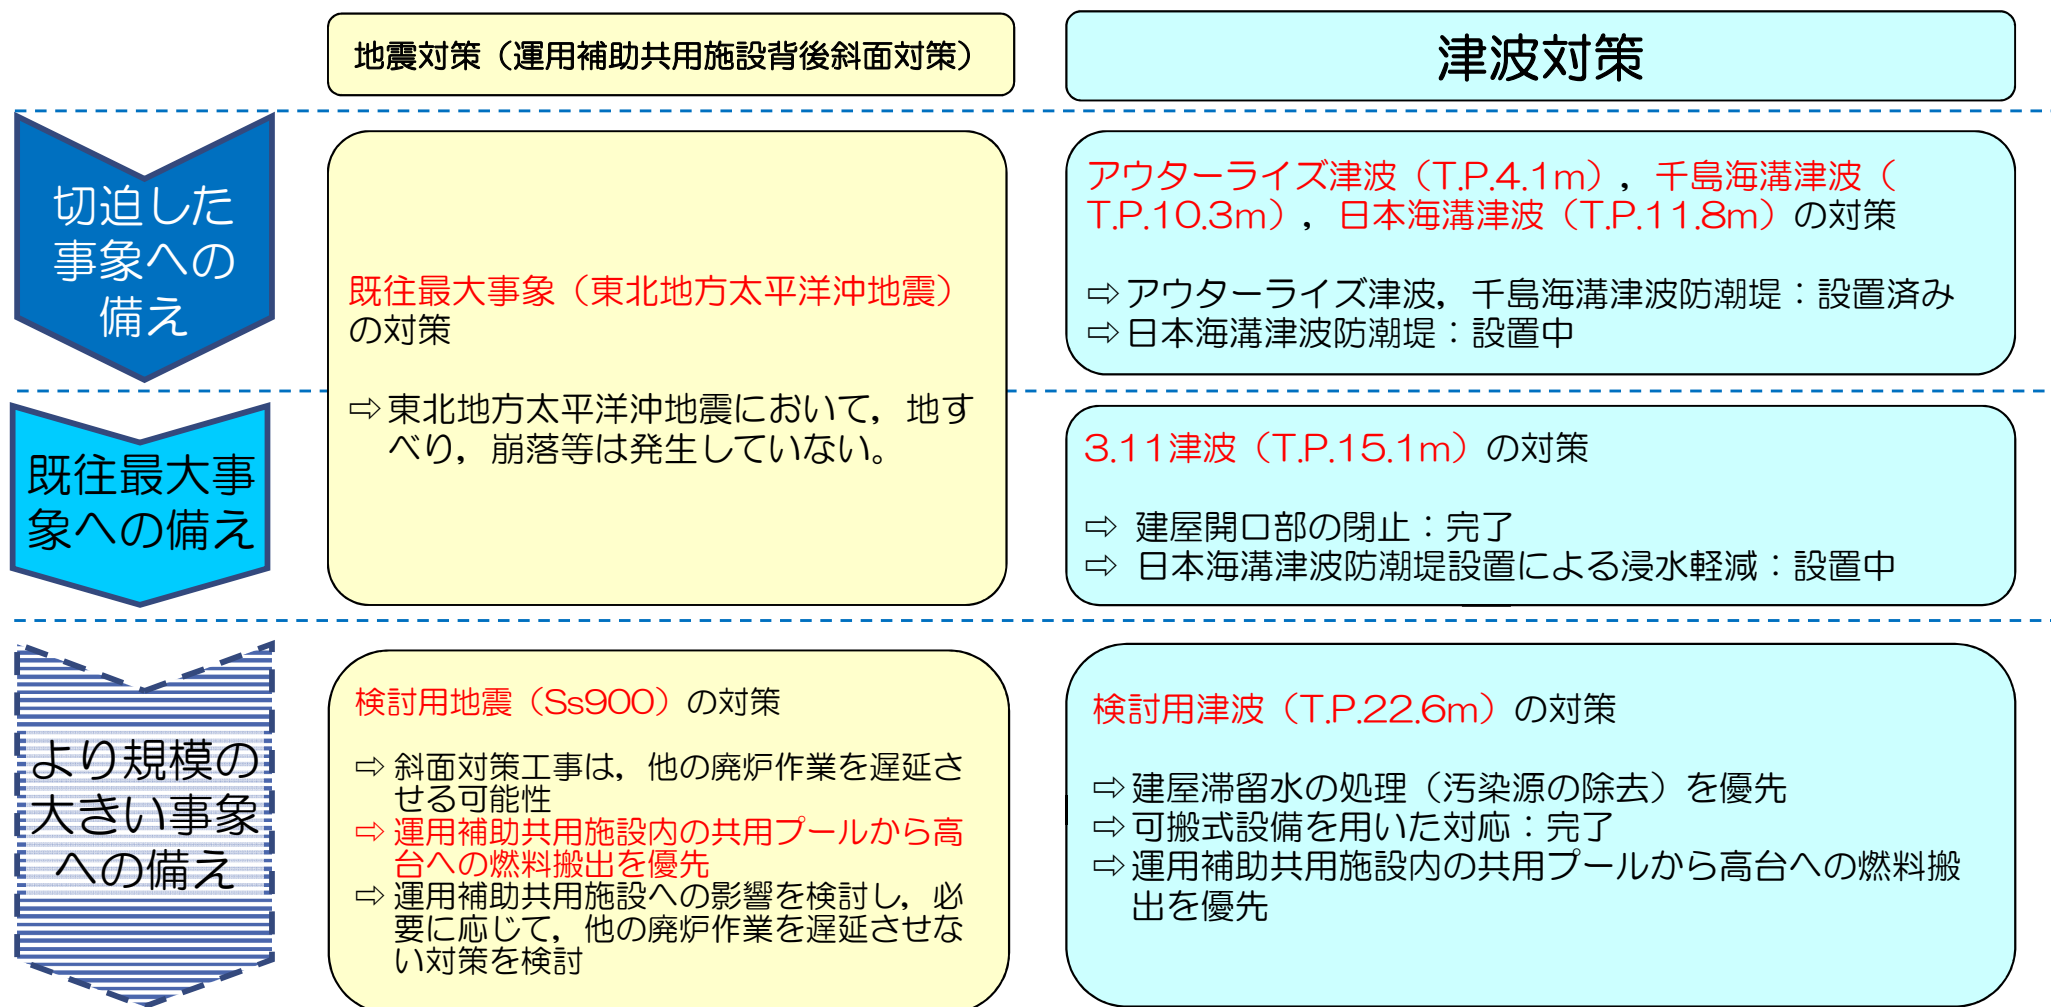 地震対策（運用補助共用施設背後斜面対策）
津波対策
切迫した
事象への
備え
既往最大事象（東北地方太平洋沖地震）
の対策
⇨東北地方太平洋沖地震において，地す
べり，崩落等は発生していない。
アウターライズ津波（T.P.4.1m），千島海溝津波（
T.P.10.3m），日本海溝津波（T.P.11.8m）の対策
⇨アウターライズ津波，千島海溝津波防潮堤：設置済み
⇨日本海溝津波防潮堤：設置中
既往最大事
象への備え
3.11津波（T.P.15.1m）の対策
⇨ 建屋開口部の閉止：完了
⇨ 日本海溝津波防潮堤設置による浸水軽減：設置中
より規模の
大きい事象
への備え
検討用地震（Ss900）の対策
⇨ 斜面対策工事は，他の廃炉作業を遅延さ
せる可能性
⇨ 運用補助共用施設内の共用プールから高
台への燃料搬出を優先
⇨ 運用補助共用施設への影響を検討し，必
要に応じて，他の廃炉作業を遅延させな
い対策を検討
検討用津波（T.P.22.6m）の対策
⇨建屋滞留水の処理（汚染源の除去）を優先
⇨可搬式設備を用いた対応：完了
⇨運用補助共用施設内の共用プールから高台への燃料搬
出を優先